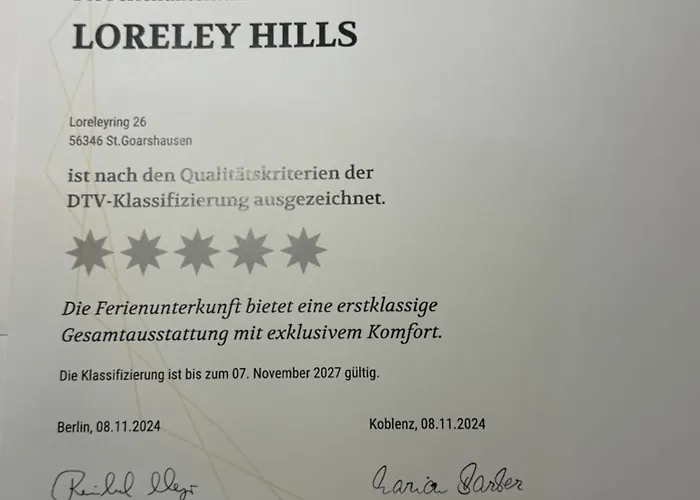 LORELEY HILLS
Loreleyring 26
56346 St.Goarshausen
ist nach den Qualitätskriterien der
DTV-Klassifizierung ausgezeichnet.
Die Ferienunterkunft bietet eine erstklassige
Gesamtausstattung mit exklusivem Komfort.
Die Klassifizierung ist bis zum 07. November 2027 gültig.
Berlin, 08.11.2024
Koblenz, 08.11.2024